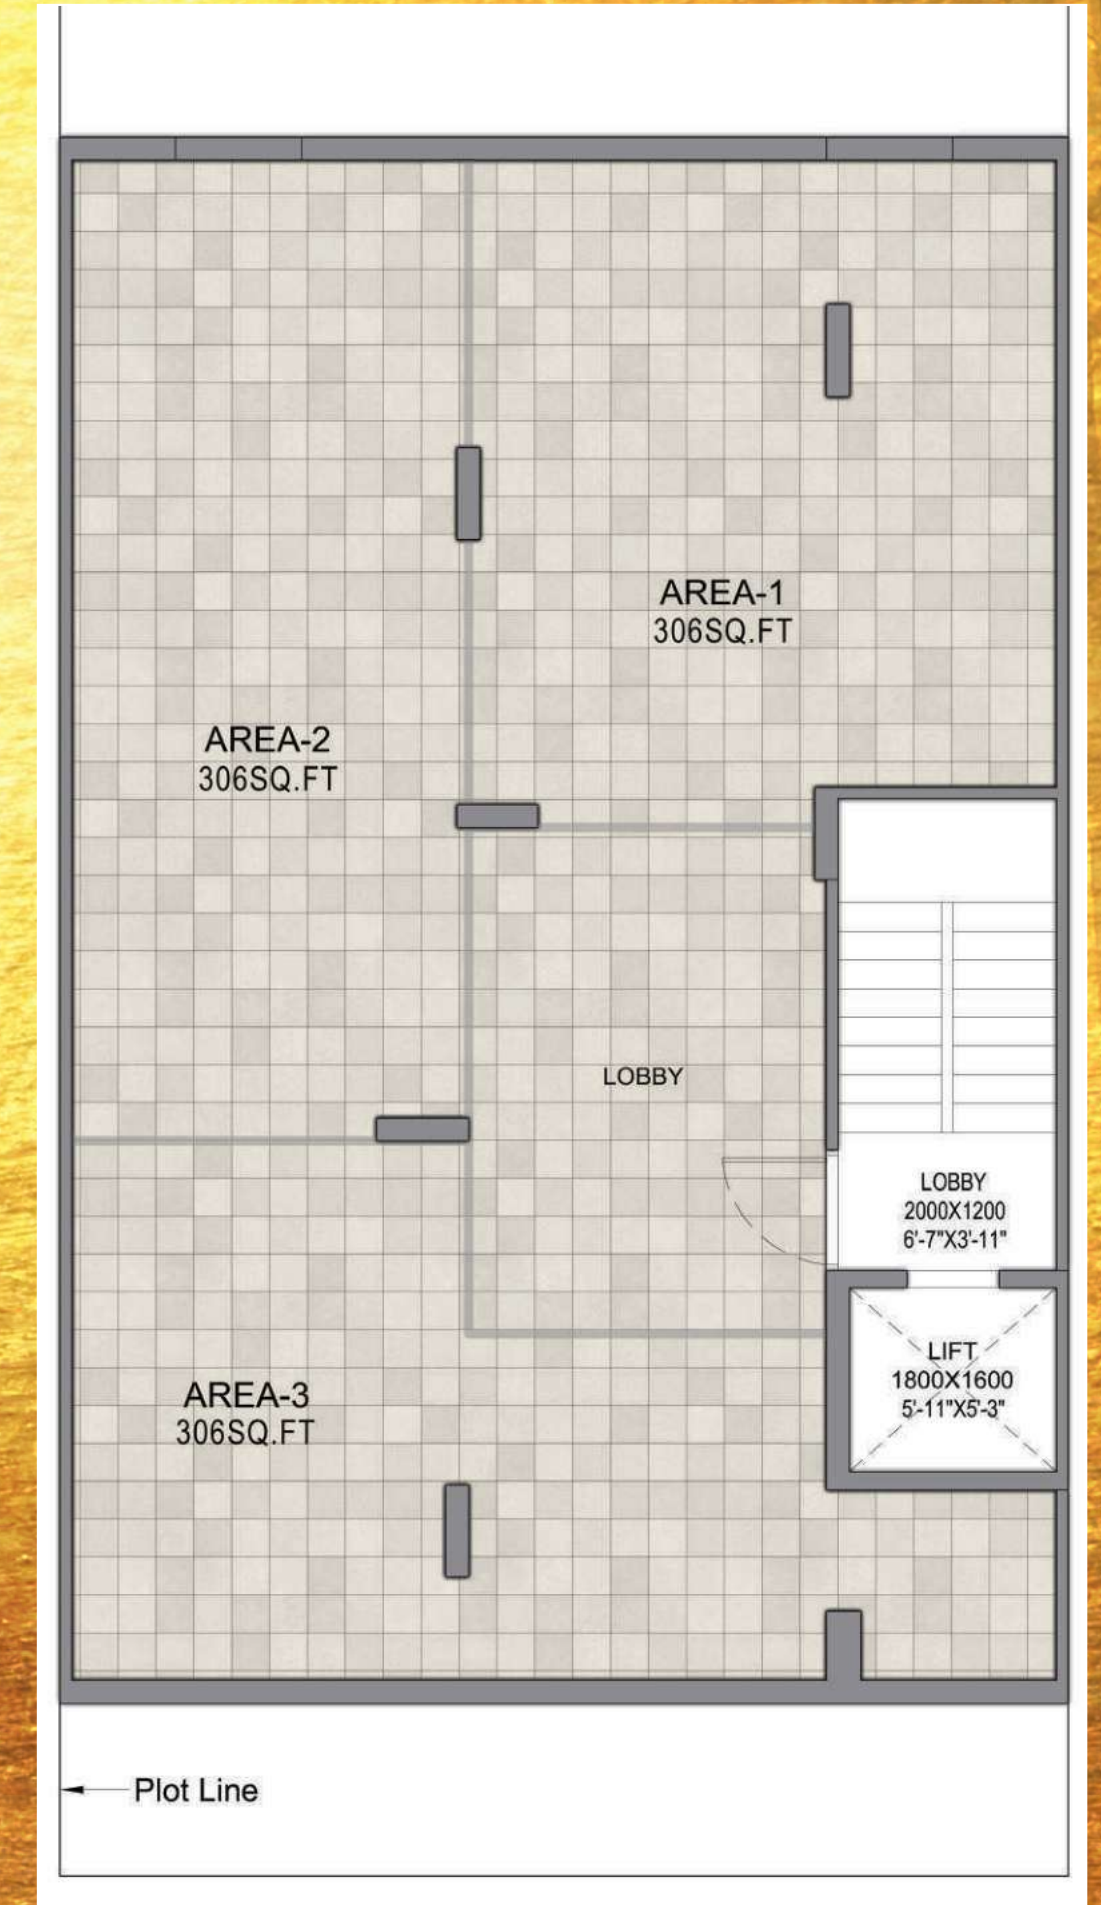 AREA-1
306SQ.FT
AREA-2
306SQ.FT
LOBBY
LOBBY
2000X1200
6'-7"X3'-11"
LIFT
1800X1600
5'-11"X5'-3"
AREA-3
306SQ.FT
Plot Line